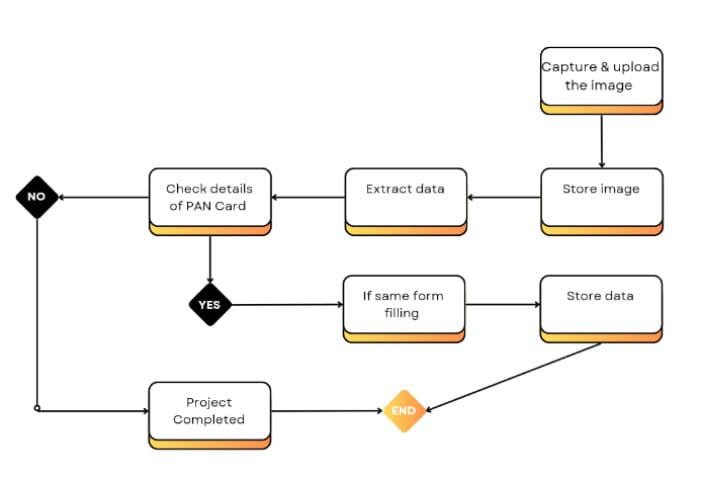 Capture & upload
the image
Store image
Extract data
Check details
of PAN Card
NO
YES
If same form
filling
Store data
Project
Completed
END